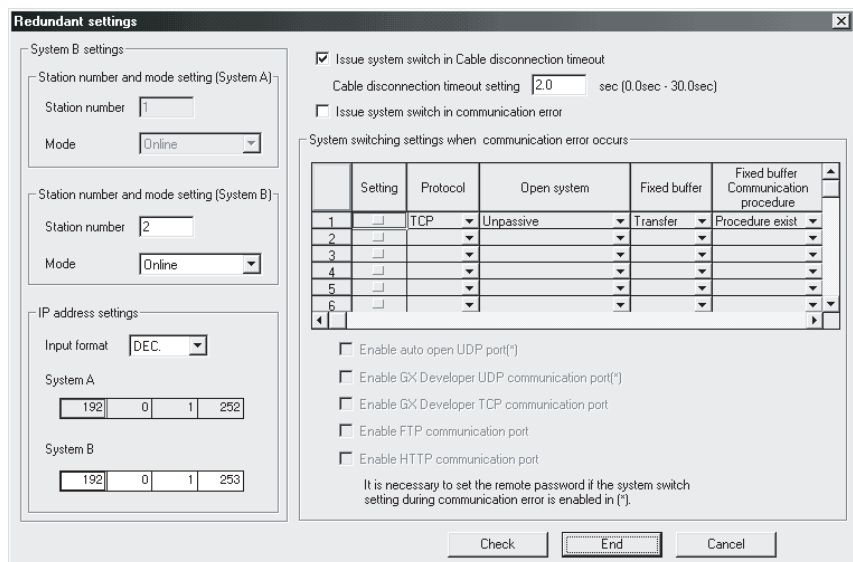 Redundant settings
System B settings
Station number and mode setting (System A)
Station number 1
Mode Online
Station number and mode setting (System B)
Station number 2
Mode Online
IP address settings
Input format DEC.
System A
192 0 1 252
System B
192 0 1 253
Issue system switch in Cable disconnection timeout
Cable disconnection timeout setting 2.0 sec (0.0sec - 30.0sec)
Issue system switch in communication error
System switching settings when communication error occurs
Setting Protocol Open system Fixed buffer Fixed buffer Communication procedure
1 TCP Unpassive Transfer Procedure exist
2
3
4
5
6
Enable auto open UDP port(*)
Enable GX Developer UDP communication port(*)
Enable GX Developer TCP communication port
Enable FTP communication port
Enable HTTP communication port
It is necessary to set the remote password if the system switch
setting during communication error is enabled in (*).
Check End Cancel